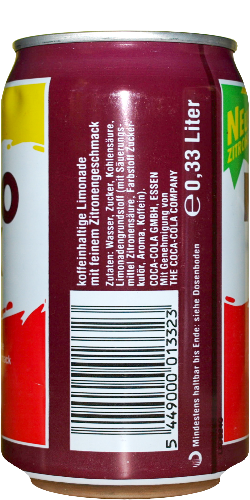 koffeinhaltige Limonade
mit feinem Zitronengeschmack
Zutaten: Wasser, Zucker, Kohlensäure,
Limonadengrundstoff (mit Säuerungs-
mittel Zitronensäure, Farbstoff Zucker-
kulör, Aroma, Koffein).
COCA-COLA GMBH, ESSEN
Mit Genehmigung von
THE COCA-COLA COMPANY
e 0,33 Liter
5 449000 013323
Mindestens haltbar bis Ende: siehe Dosenboden
O